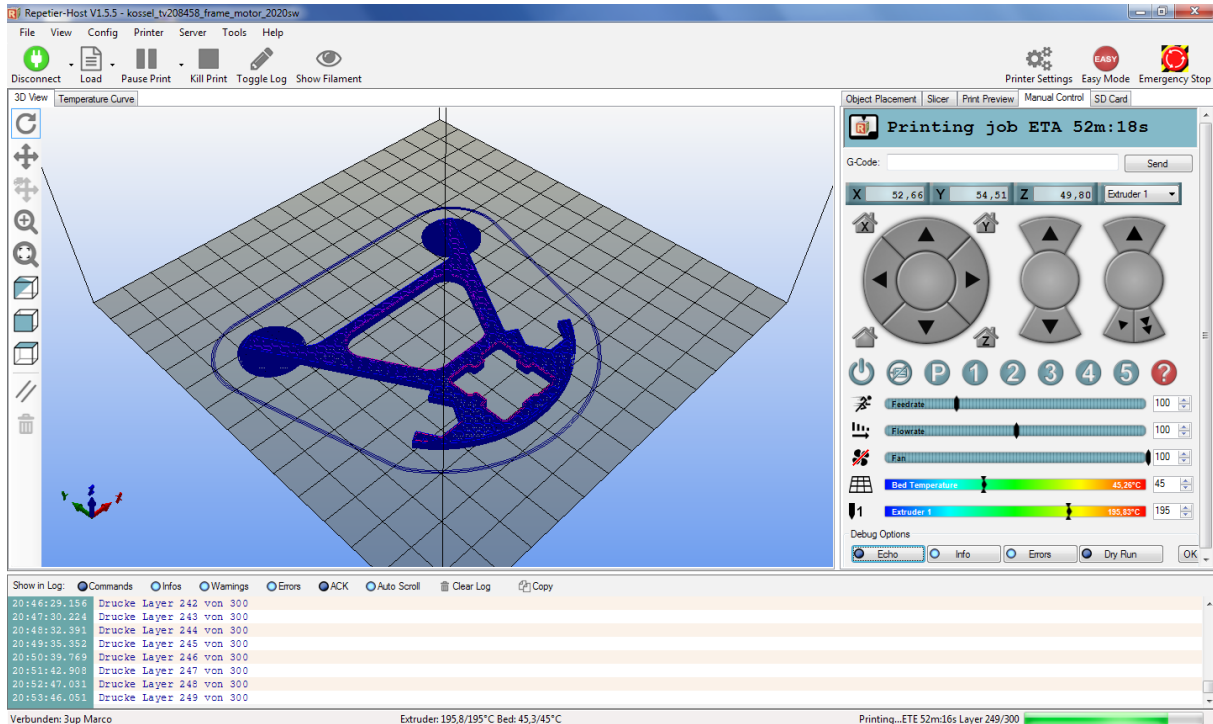 Repetier-Host V1.5.5 - kossel_tv208458_frame_motor_2020sw
File View Config Printer Server Tools Help
Disconnect Load Pause Print Kill Print Toggle Log Show Filament Printer Settings Easy Mode Emergency Stop
EASY
3D View Temperature Curve
Object Placement Slicer Print Preview Manual Control SD Card
Printing job ETA 52m:18s
G-Code: Send
X 52,66 Y 54,51 Z 49,80 Extruder 1
X Y
Z
P 1 2 3 4 5 ?
Feedrate 100
Flowrate 100
Fan 100
Bed Temperature 45,26°C 45
1 Extruder 1 195,83°C 195
Debug Options
Echo Info Errors Dry Run OK
Show in Log: Commands Infos Warnings Errors ACK Auto Scroll Clear Log Copy
20:46:29.156 Drucke Layer 242 von 300
20:47:30.224 Drucke Layer 243 von 300
20:48:32.391 Drucke Layer 244 von 300
20:49:35.352 Drucke Layer 245 von 300
20:50:39.769 Drucke Layer 246 von 300
20:51:42.908 Drucke Layer 247 von 300
20:52:47.031 Drucke Layer 248 von 300
20:53:46.051 Drucke Layer 249 von 300
Verbunden: 3up Marco Extruder: 195,8/195°C Bed: 45,3/45°C Printing...ETE 52m:16s Layer 249/300